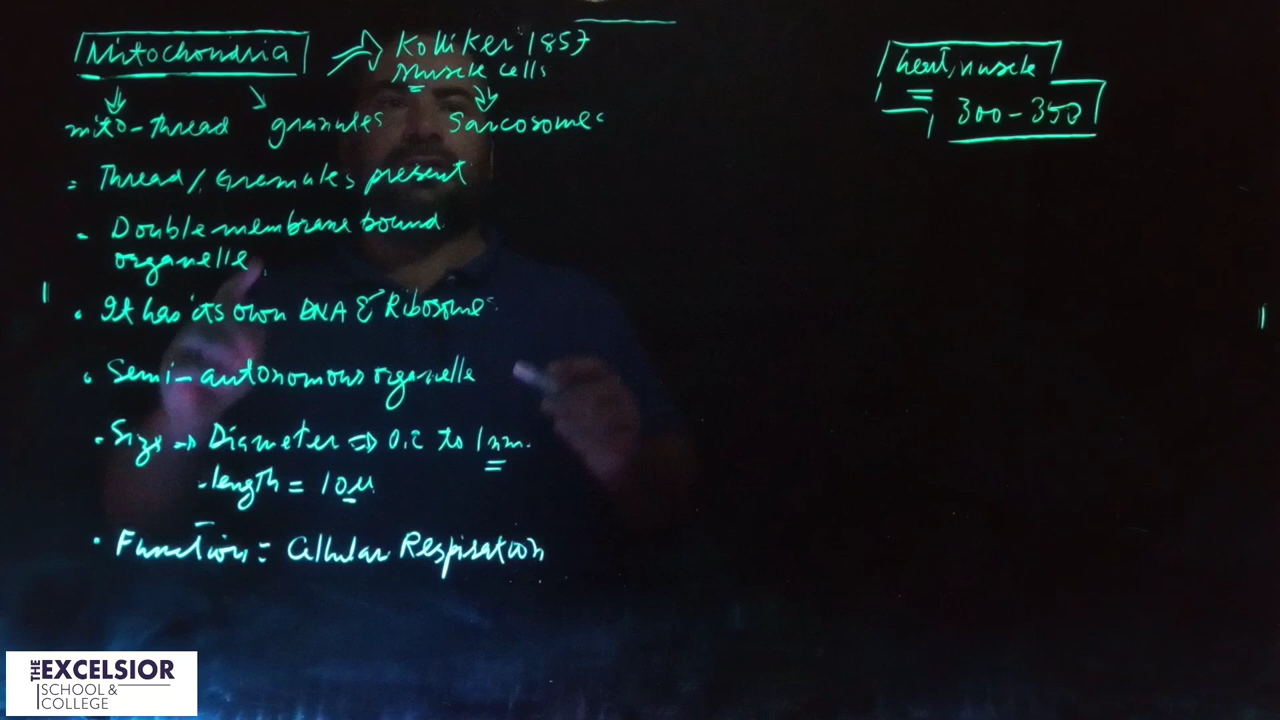 Mitochondria → Kolliker 1857
Muscle cells
mito-thread granules Sarcosomes
= Thread/Granules present
- Double membrane bound
organelle
• It has its own DNA & Ribosomes
• Semi-autonomous organelle
• Size → Diameter ⇒ 0.2 to 1nm.
- length = 10μ
• Function = Cellular Respiration
heart, muscle
300-350
THE EXCELSIOR
SCHOOL &
COLLEGE